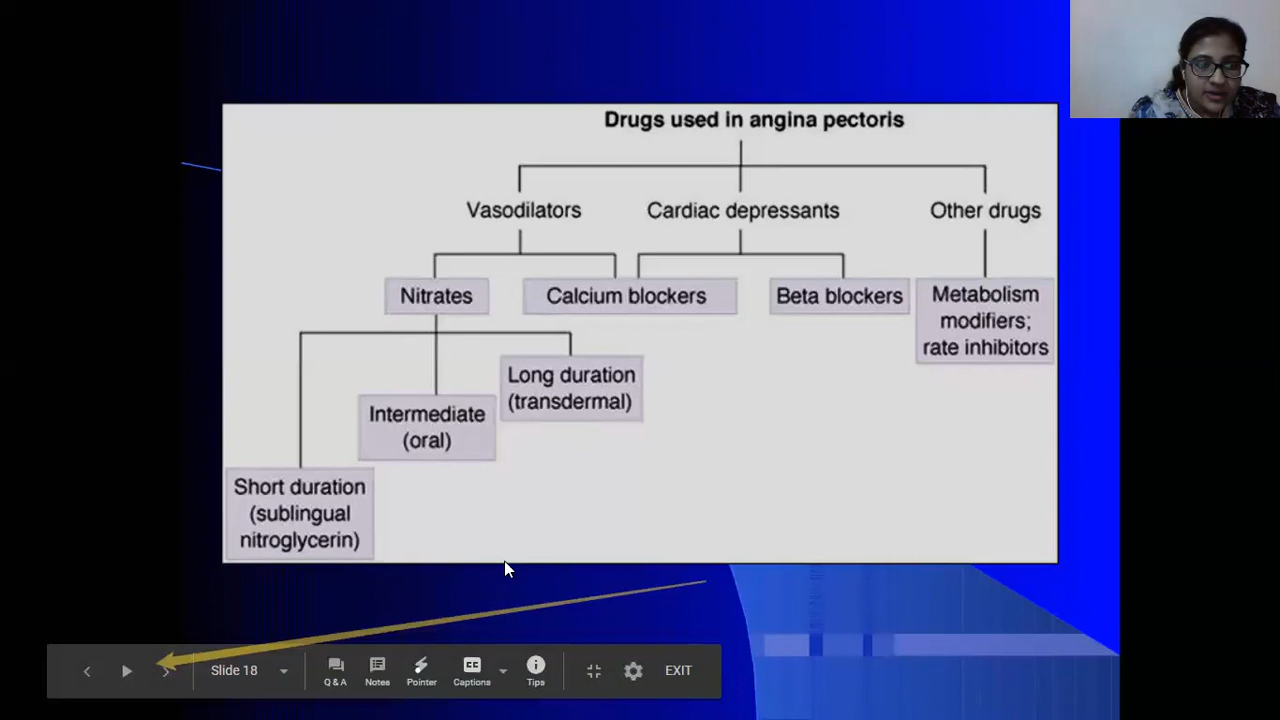 Drugs used in angina pectoris
Vasodilators
Cardiac depressants
Other drugs
Nitrates
Calcium blockers
Beta blockers
Metabolism
modifiers;
rate inhibitors
Long duration
(transdermal)
Intermediate
(oral)
Short duration
(sublingual
nitroglycerin)
Slide 18
Q & A
Notes
Pointer
CC
Captions
Tips
EXIT